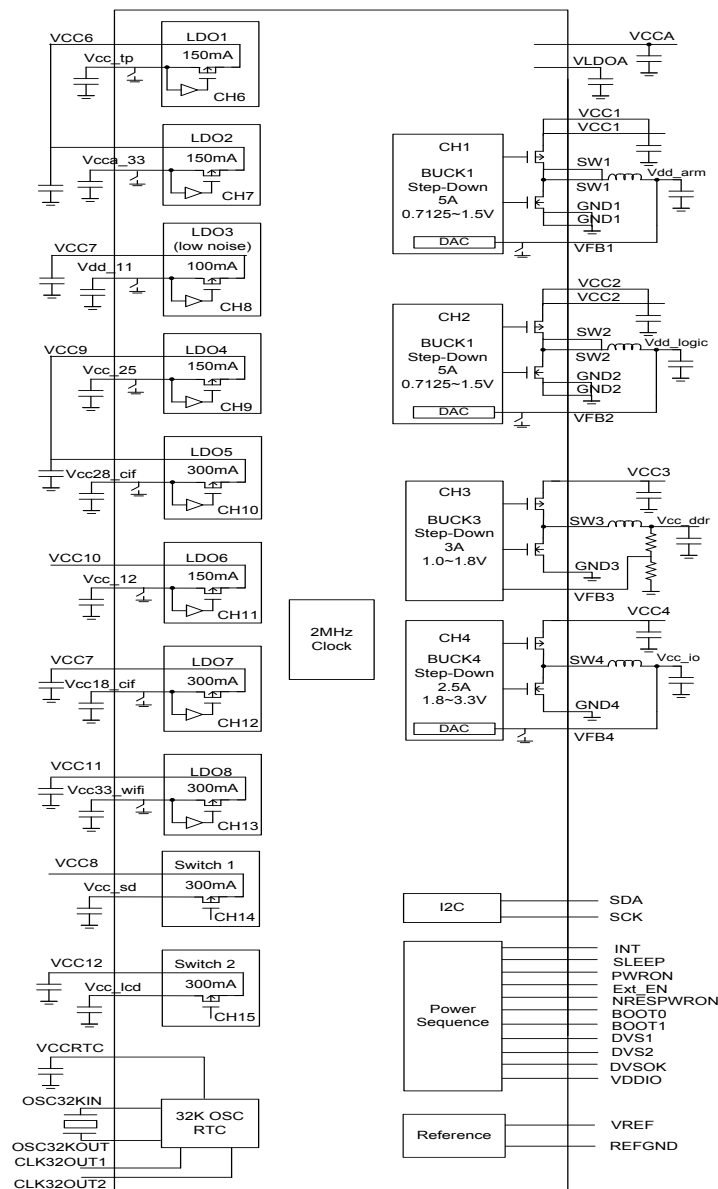 VCC6
LDO1
150mA
Vcc_tp
CH6
LDO2
150mA
Vcca_33
CH7
LDO3
(low noise)
VCC7
100mA
Vdd_11
CH8
VCC9
LDO4
150mA
Vcc_25
CH9
LDO5
300mA
Vcc28_cif
CH10
VCC10
LDO6
150mA
Vcc_12
CH11
VCC7
LDO7
300mA
Vcc18_cif
CH12
VCC11
LDO8
300mA
Vcc33_wifi
CH13
VCC8
Switch 1
300mA
Vcc_sd
CH14
VCC12
Switch 2
300mA
Vcc_lcd
CH15
VCCRTC
OSC32KIN
32K OSC
RTC
OSC32KOUT
CLK32OUT1
CLK32OUT2
2MHz
Clock
VCCA
VLDOA
CH1
BUCK1
Step-Down
5A
0.7125~1.5V
DAC
VCC1
VCC1
SW1
SW1
Vdd_arm
GND1
GND1
VFB1
CH2
BUCK1
Step-Down
5A
0.7125~1.5V
DAC
VCC2
VCC2
SW2
SW2
Vdd_logic
GND2
GND2
VFB2
CH3
BUCK3
Step-Down
3A
1.0~1.8V
VCC3
SW3
Vcc_ddr
GND3
VFB3
CH4
BUCK4
Step-Down
2.5A
1.8~3.3V
DAC
VCC4
SW4
Vcc_io
GND4
VFB4
I2C
SDA
SCK
Power
Sequence
INT
SLEEP
PWRON
Ext_EN
NRESPWRON
BOOT0
BOOT1
DVS1
DVS2
DVSOK
VDDIO
Reference
VREF
REFGND